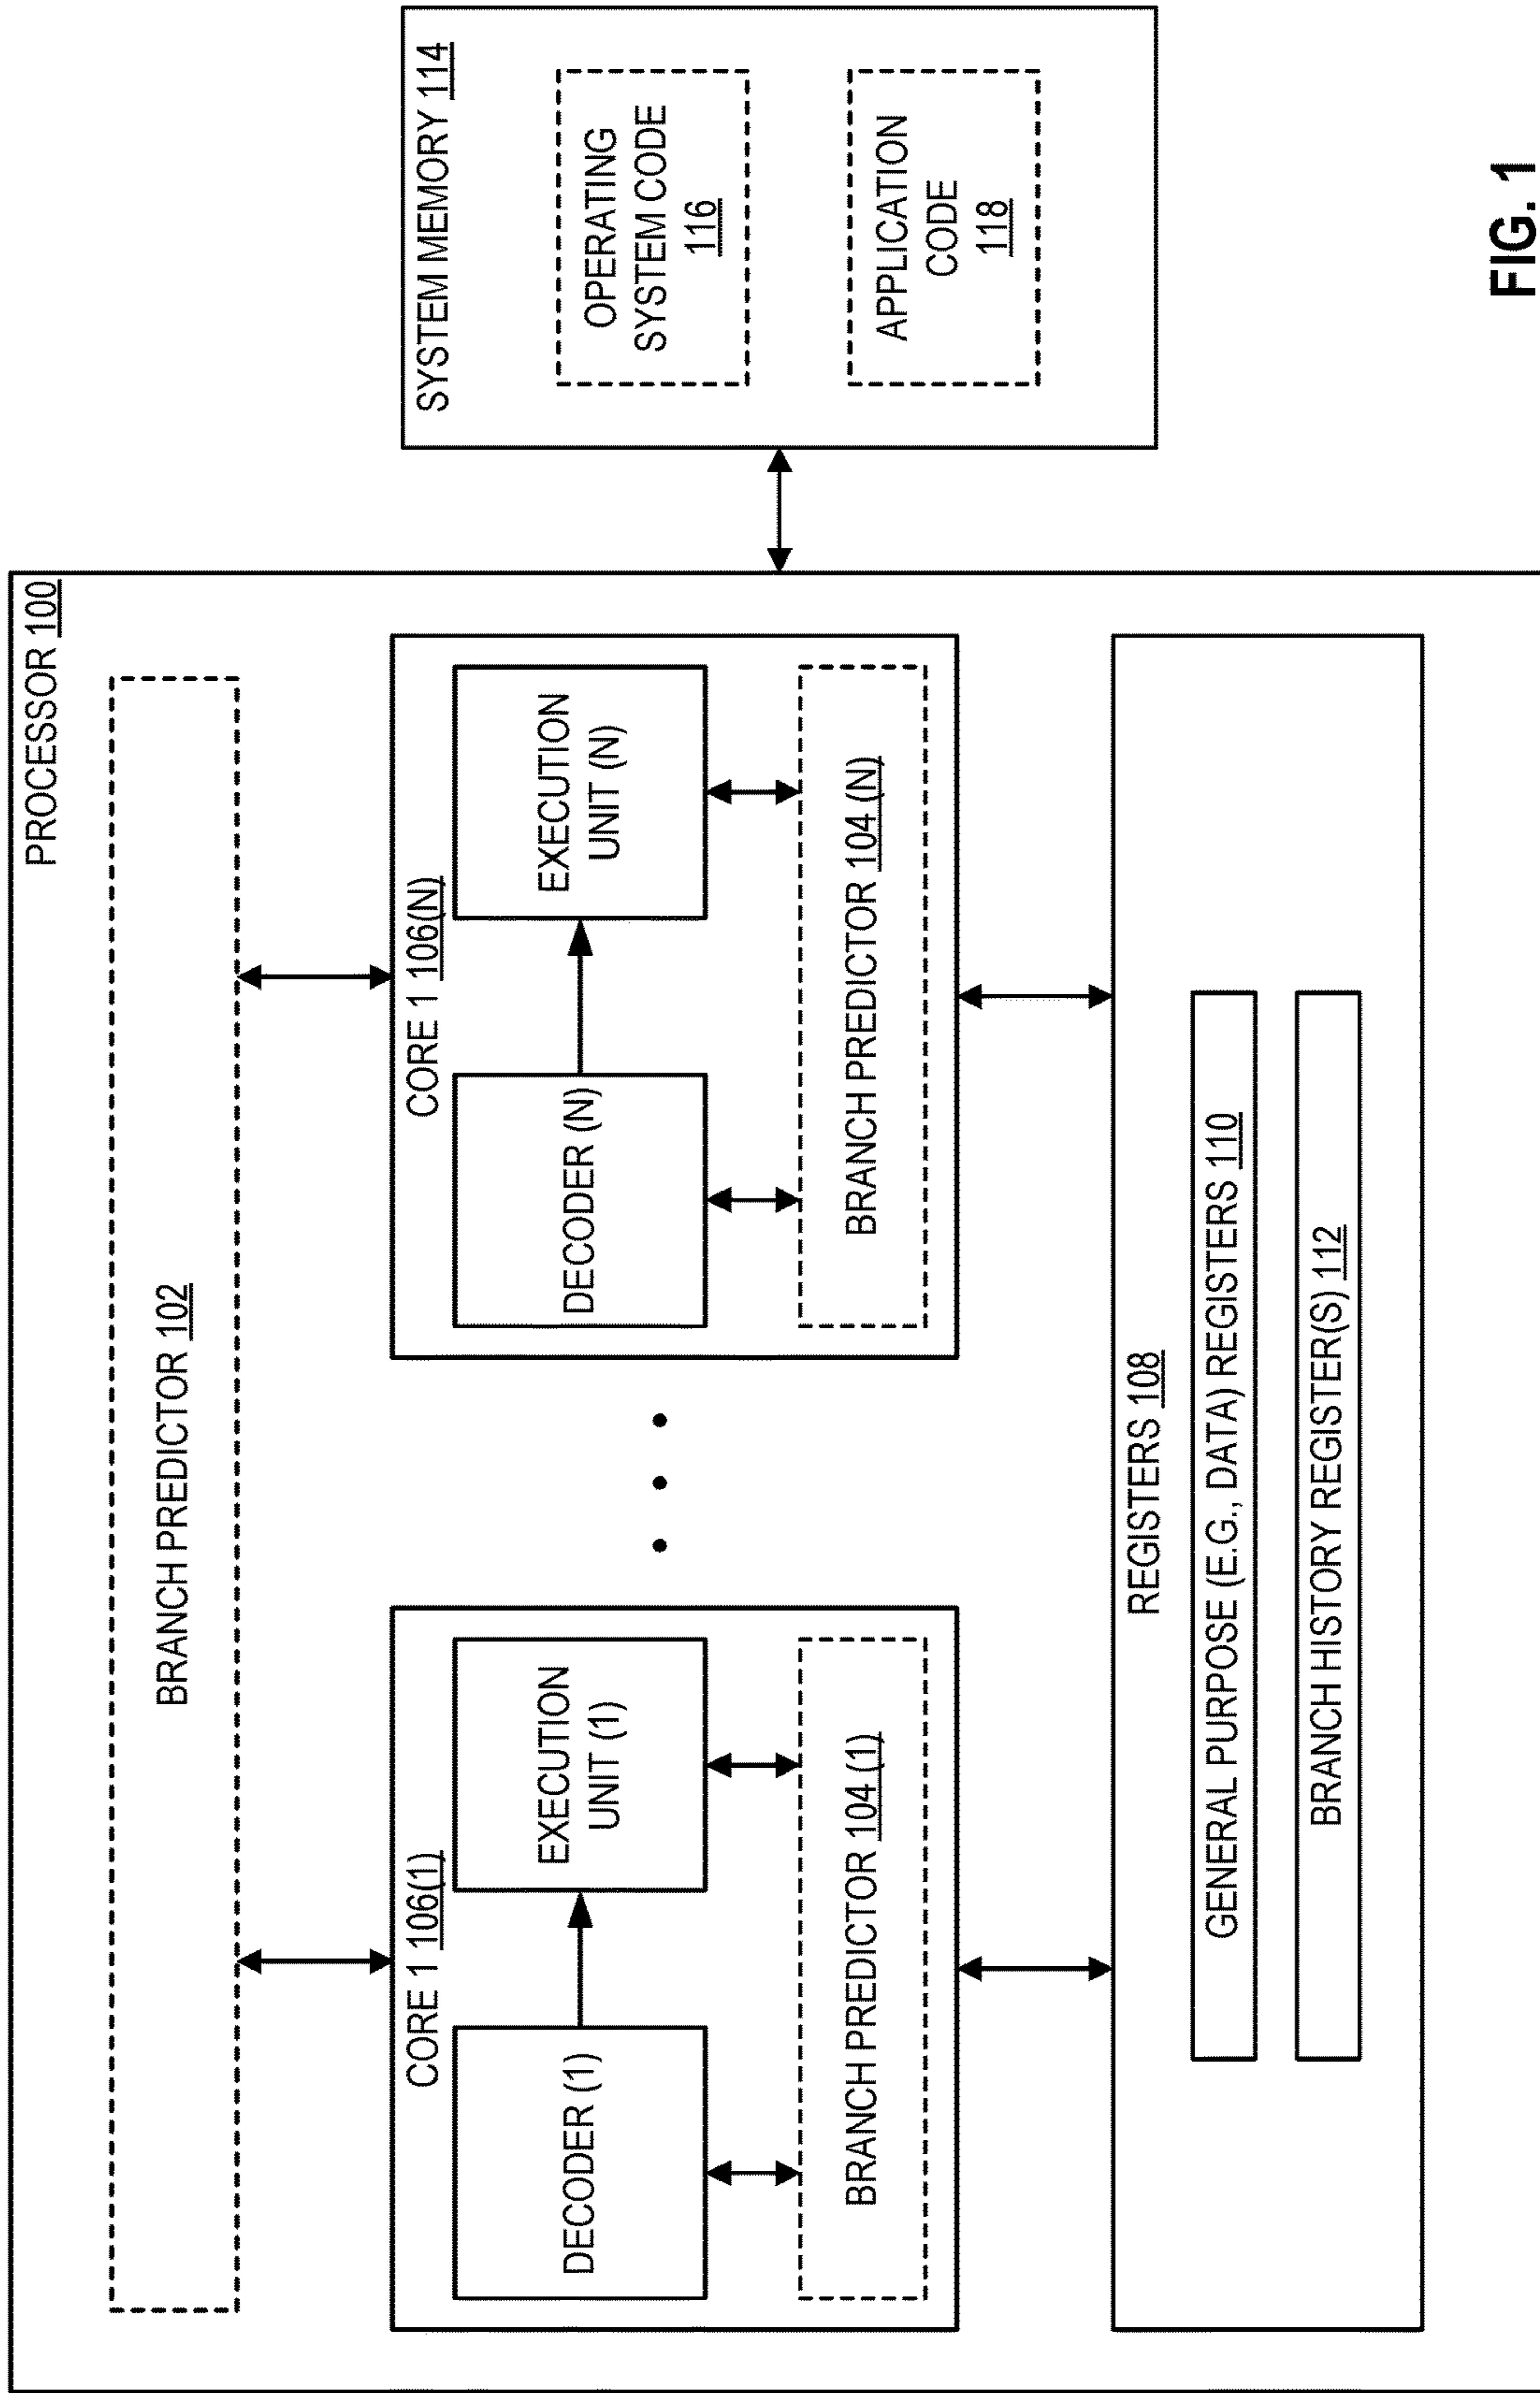 PROCESSOR 100
BRANCH PREDICTOR 102
CORE 1 106(1)
DECODER (1)
EXECUTION
UNIT (1)
BRANCH PREDICTOR 104 (1)
CORE 1 106(N)
DECODER (N)
EXECUTION
UNIT (N)
BRANCH PREDICTOR 104 (N)
REGISTERS 108
GENERAL PURPOSE (E.G., DATA) REGISTERS 110
BRANCH HISTORY REGISTER(S) 112
SYSTEM MEMORY 114
OPERATING
SYSTEM CODE
116
APPLICATION
CODE
118
FIG. 1